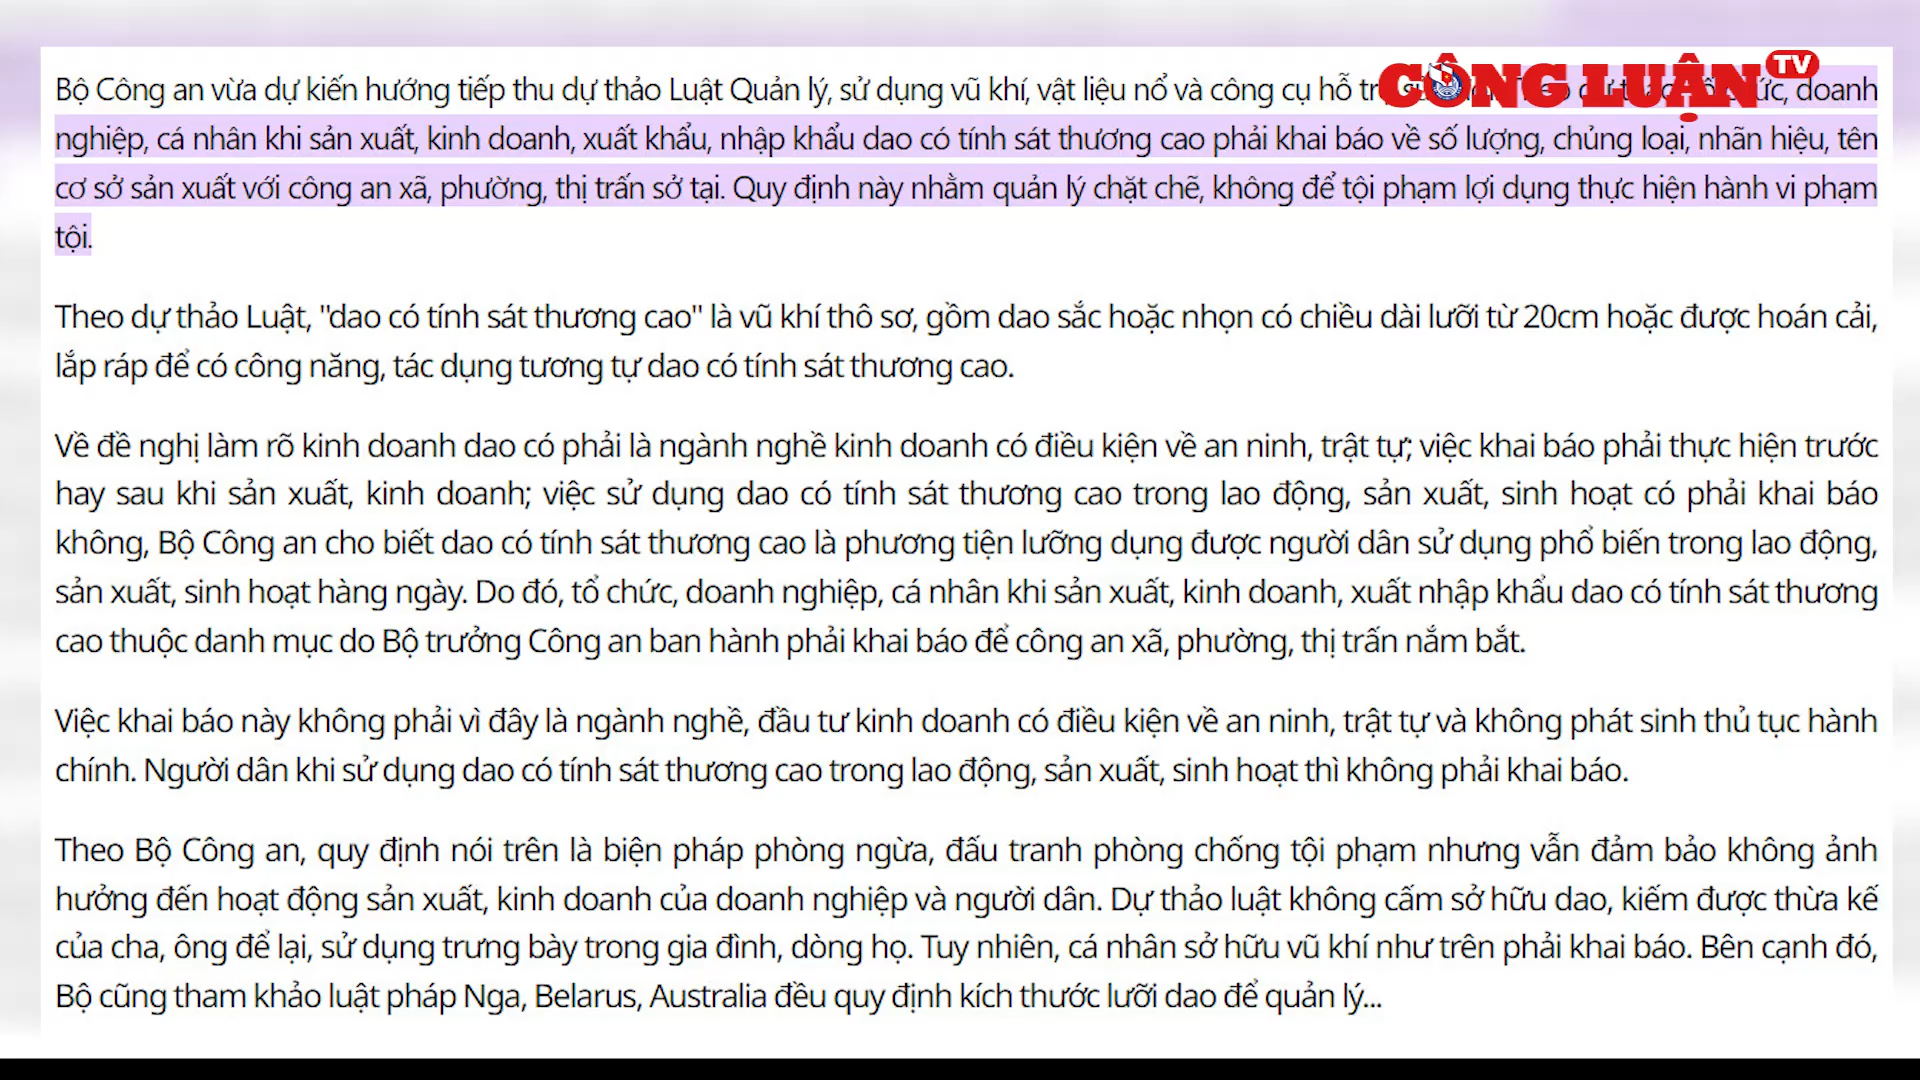 CÔNG LUẬN TV
Bộ Công an vừa dự kiến hướng tiếp thu dự thảo Luật Quản lý, sử dụng vũ khí, vật liệu nổ và công cụ hỗ doanh
nghiệp, cá nhân khi sản xuất, kinh doanh, xuất khẩu, nhập khẩu dao có tính sát thương cao phải khai báo về số lượng, chủng loại, nhãn hiệu, tên
cơ sở sản xuất với công an xã, phường, thị trấn sở tại. Quy định này nhằm quản lý chặt chẽ, không để tội phạm lợi dụng thực hiện hành vi phạm
tội.
Theo dự thảo Luật, "dao có tính sát thương cao" là vũ khí thô sơ, gồm dao sắc hoặc nhọn có chiều dài lưỡi từ 20cm hoặc được hoán cải,
lắp ráp để có công năng, tác dụng tương tự dao có tính sát thương cao.
Về đề nghị làm rõ kinh doanh dao có phải là ngành nghề kinh doanh có điều kiện về an ninh, trật tự; việc khai báo phải thực hiện trước
hay sau khi sản xuất, kinh doanh; việc sử dụng dao có tính sát thương cao trong lao động, sản xuất, sinh hoạt có phải khai báo
không, Bộ Công an cho biết dao có tính sát thương cao là phương tiện lưỡng dụng được người dân sử dụng phổ biến trong lao động,
sản xuất, sinh hoạt hàng ngày. Do đó, tổ chức, doanh nghiệp, cá nhân khi sản xuất, kinh doanh, xuất nhập khẩu dao có tính sát thương
cao thuộc danh mục do Bộ trưởng Công an ban hành phải khai báo để công an xã, phường, thị trấn nắm bắt.
Việc khai báo này không phải vì đây là ngành nghề, đầu tư kinh doanh có điều kiện về an ninh, trật tự và không phát sinh thủ tục hành
chính. Người dân khi sử dụng dao có tính sát thương cao trong lao động, sản xuất, sinh hoạt thì không phải khai báo.
Theo Bộ Công an, quy định nói trên là biện pháp phòng ngừa, đấu tranh phòng chống tội phạm nhưng vẫn đảm bảo không ảnh
hưởng đến hoạt động sản xuất, kinh doanh của doanh nghiệp và người dân. Dự thảo luật không cấm sở hữu dao, kiếm được thừa kế
của cha, ông để lại, sử dụng trưng bày trong gia đình, dòng họ. Tuy nhiên, cá nhân sở hữu vũ khí như trên phải khai báo. Bên cạnh đó,
Bộ cũng tham khảo luật pháp Nga, Belarus, Australia đều quy định kích thước lưỡi dao để quản lý...